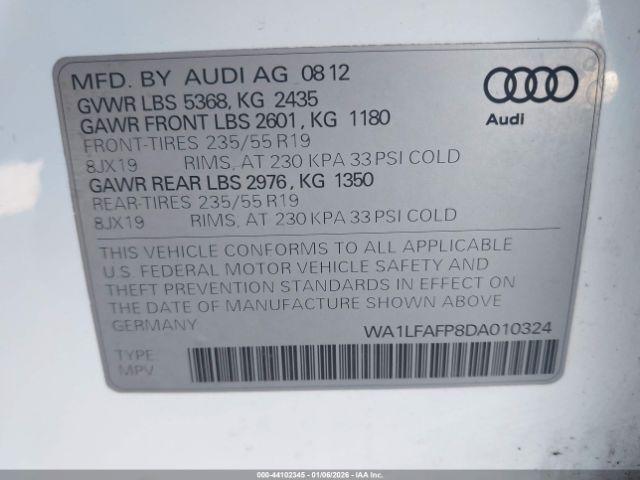 MFD. BY AUDI AG 08 12
GVWR LBS 5368, KG 2435
GAWR FRONT LBS 2601, KG 1180
FRONT-TIRES 235/55 R19
8JX19 RIMS, AT 230 KPA 33 PSI COLD
GAWR REAR LBS 2976, KG 1350
REAR-TIRES 235/55 R19
8JX19 RIMS, AT 230 KPA 33 PSI COLD
Audi
THIS VEHICLE CONFORMS TO ALL APPLICABLE
U.S. FEDERAL MOTOR VEHICLE SAFETY AND
THEFT PREVENTION STANDARDS IN EFFECT ON
THE DATE OF MANUFACTURE SHOWN ABOVE.
GERMANY
WA1LFAFP8DA010324
TYPE:
MPV
000-44102345 | 01/06/2026 - IAAI.COM